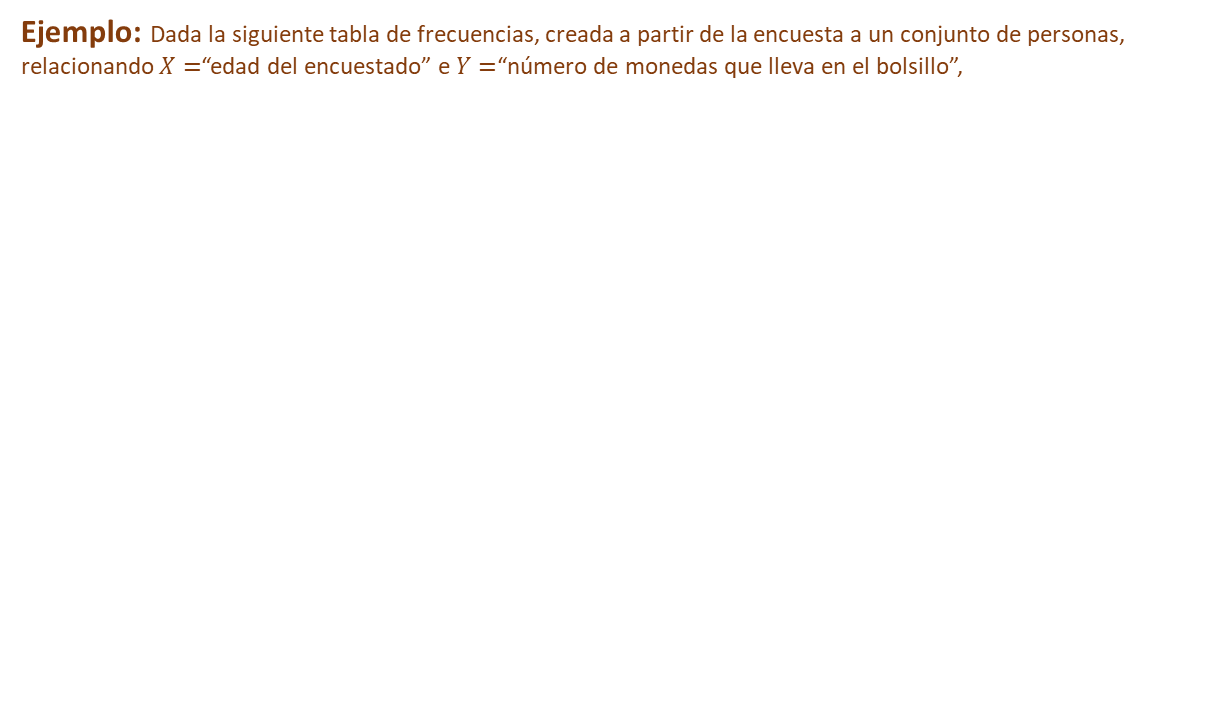 Ejemplo: Dada la siguiente tabla de frecuencias, creada a partir de la encuesta a un conjunto de personas,
relacionando X =“edad del encuestado” e Y =“número de monedas que lleva en el bolsillo”,